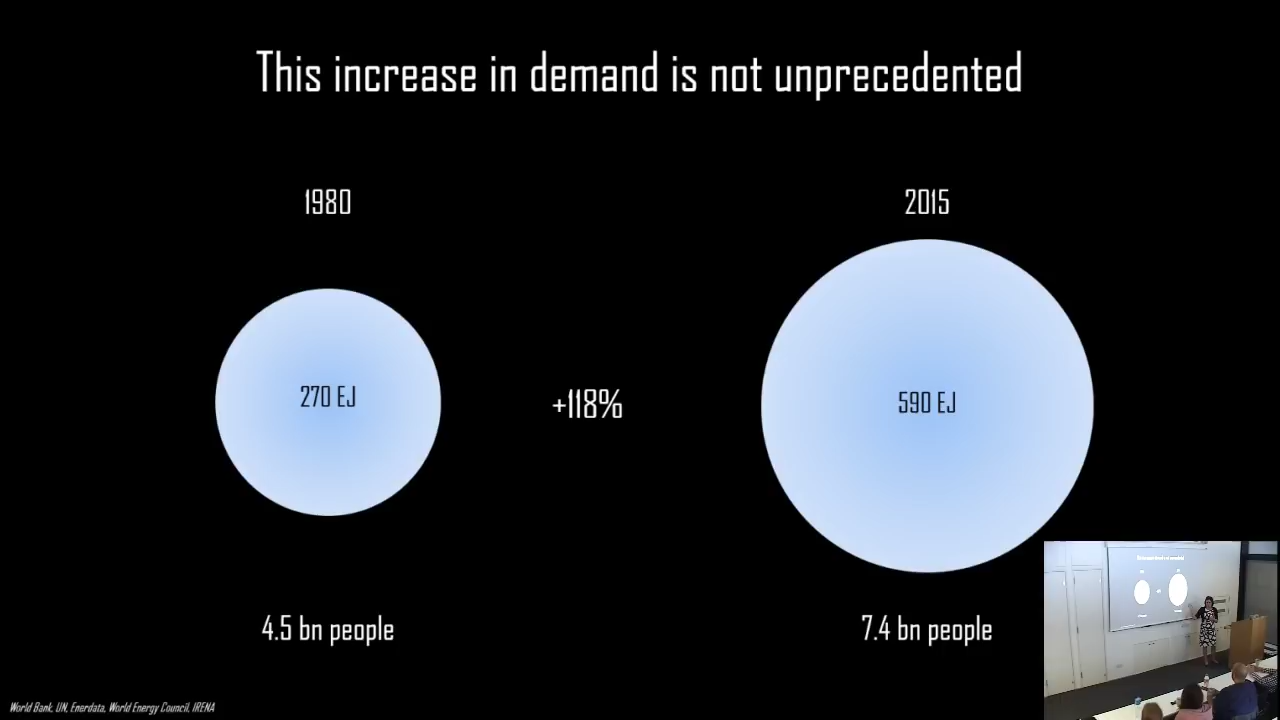 This increase in demand is not unprecedented
1980
2015
270 EJ
+118%
590 EJ
4.5 bn people
7.4 bn people
World Bank, UN, Enerdata, World Energy Council, IRENA